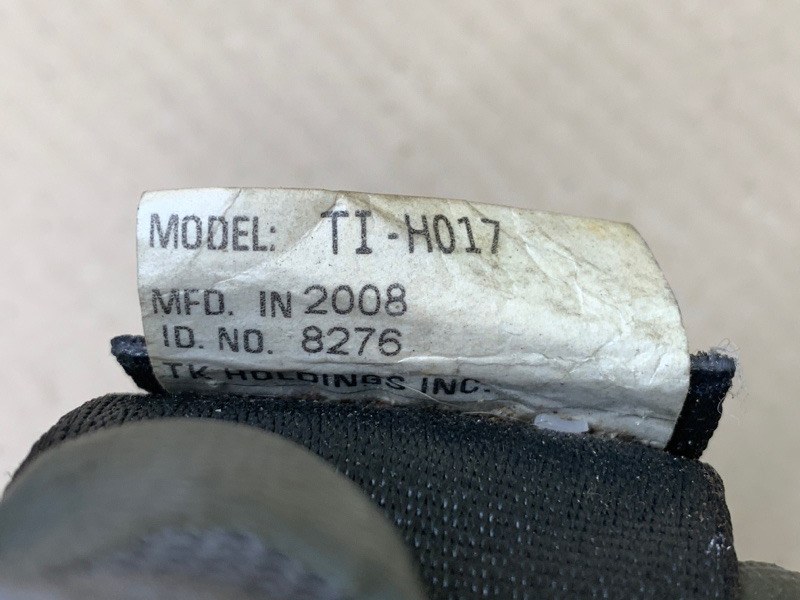 MODEL: TI-H017
MFD. IN 2008
ID. NO. 8276
TK HOLDINGS INC.